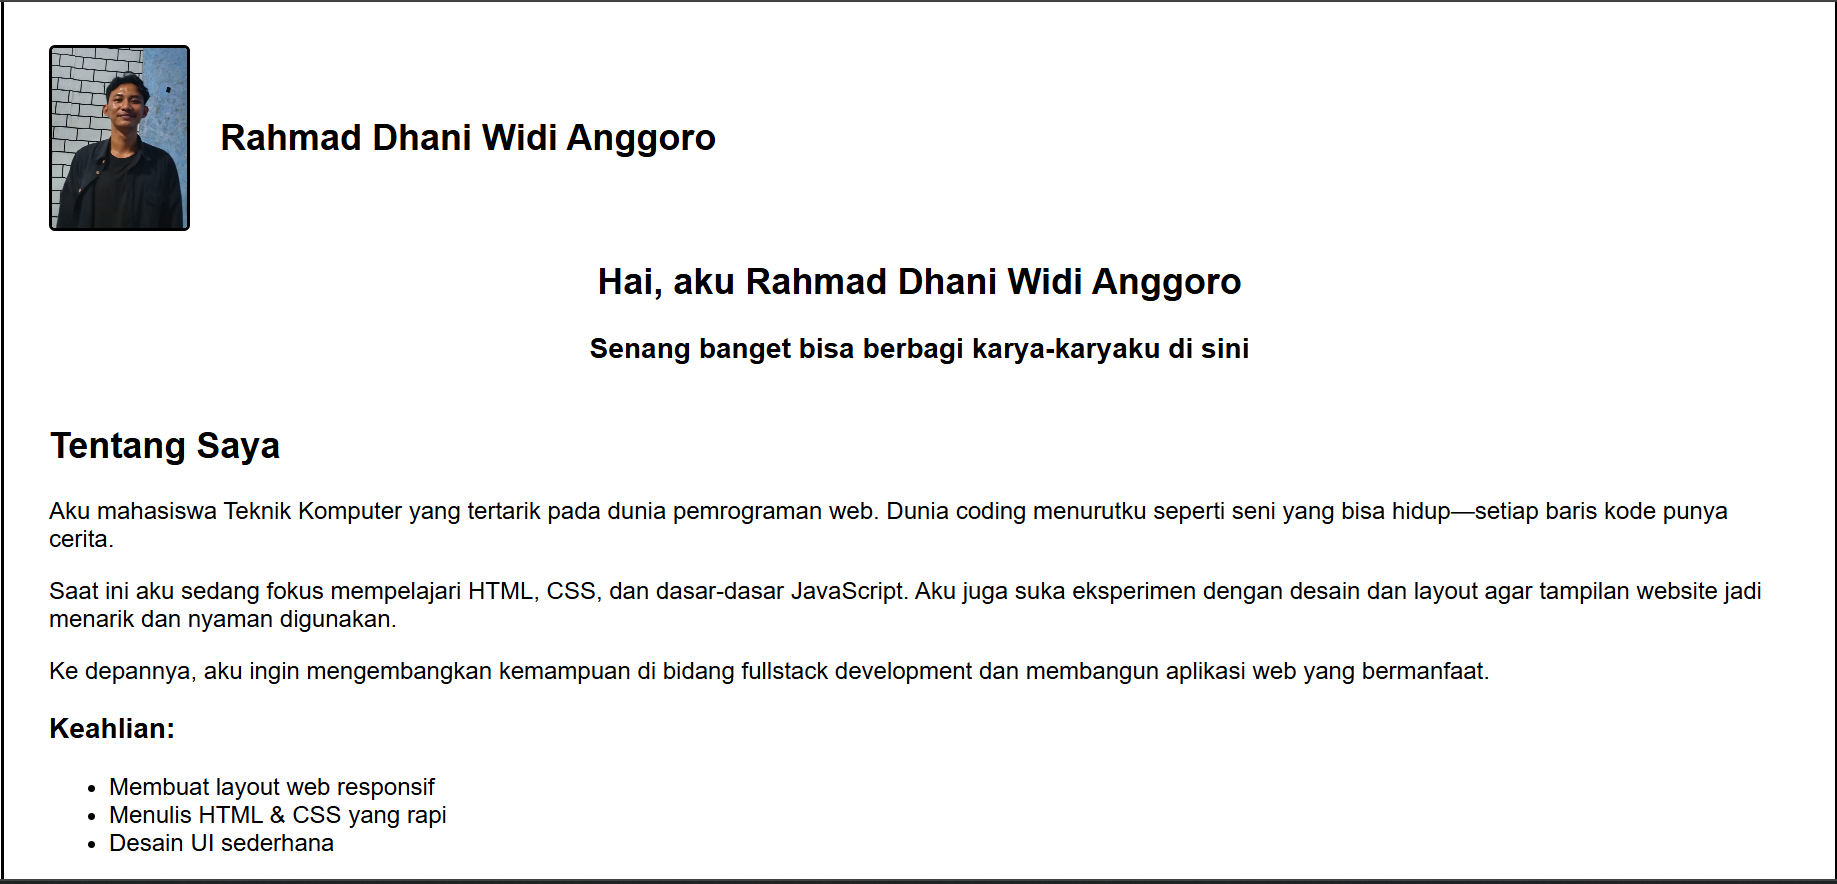 Rahmad Dhani Widi Anggoro
Hai, aku Rahmad Dhani Widi Anggoro
Senang banget bisa berbagi karya-karyaku di sini
Tentang Saya
Aku mahasiswa Teknik Komputer yang tertarik pada dunia pemrograman web. Dunia coding menurutku seperti seni yang bisa hidup—setiap baris kode punya
cerita.
Saat ini aku sedang fokus mempelajari HTML, CSS, dan dasar-dasar JavaScript. Aku juga suka eksperimen dengan desain dan layout agar tampilan website jadi
menarik dan nyaman digunakan.
Ke depannya, aku ingin mengembangkan kemampuan di bidang fullstack development dan membangun aplikasi web yang bermanfaat.
Keahlian:
• Membuat layout web responsif
• Menulis HTML & CSS yang rapi
• Desain UI sederhana